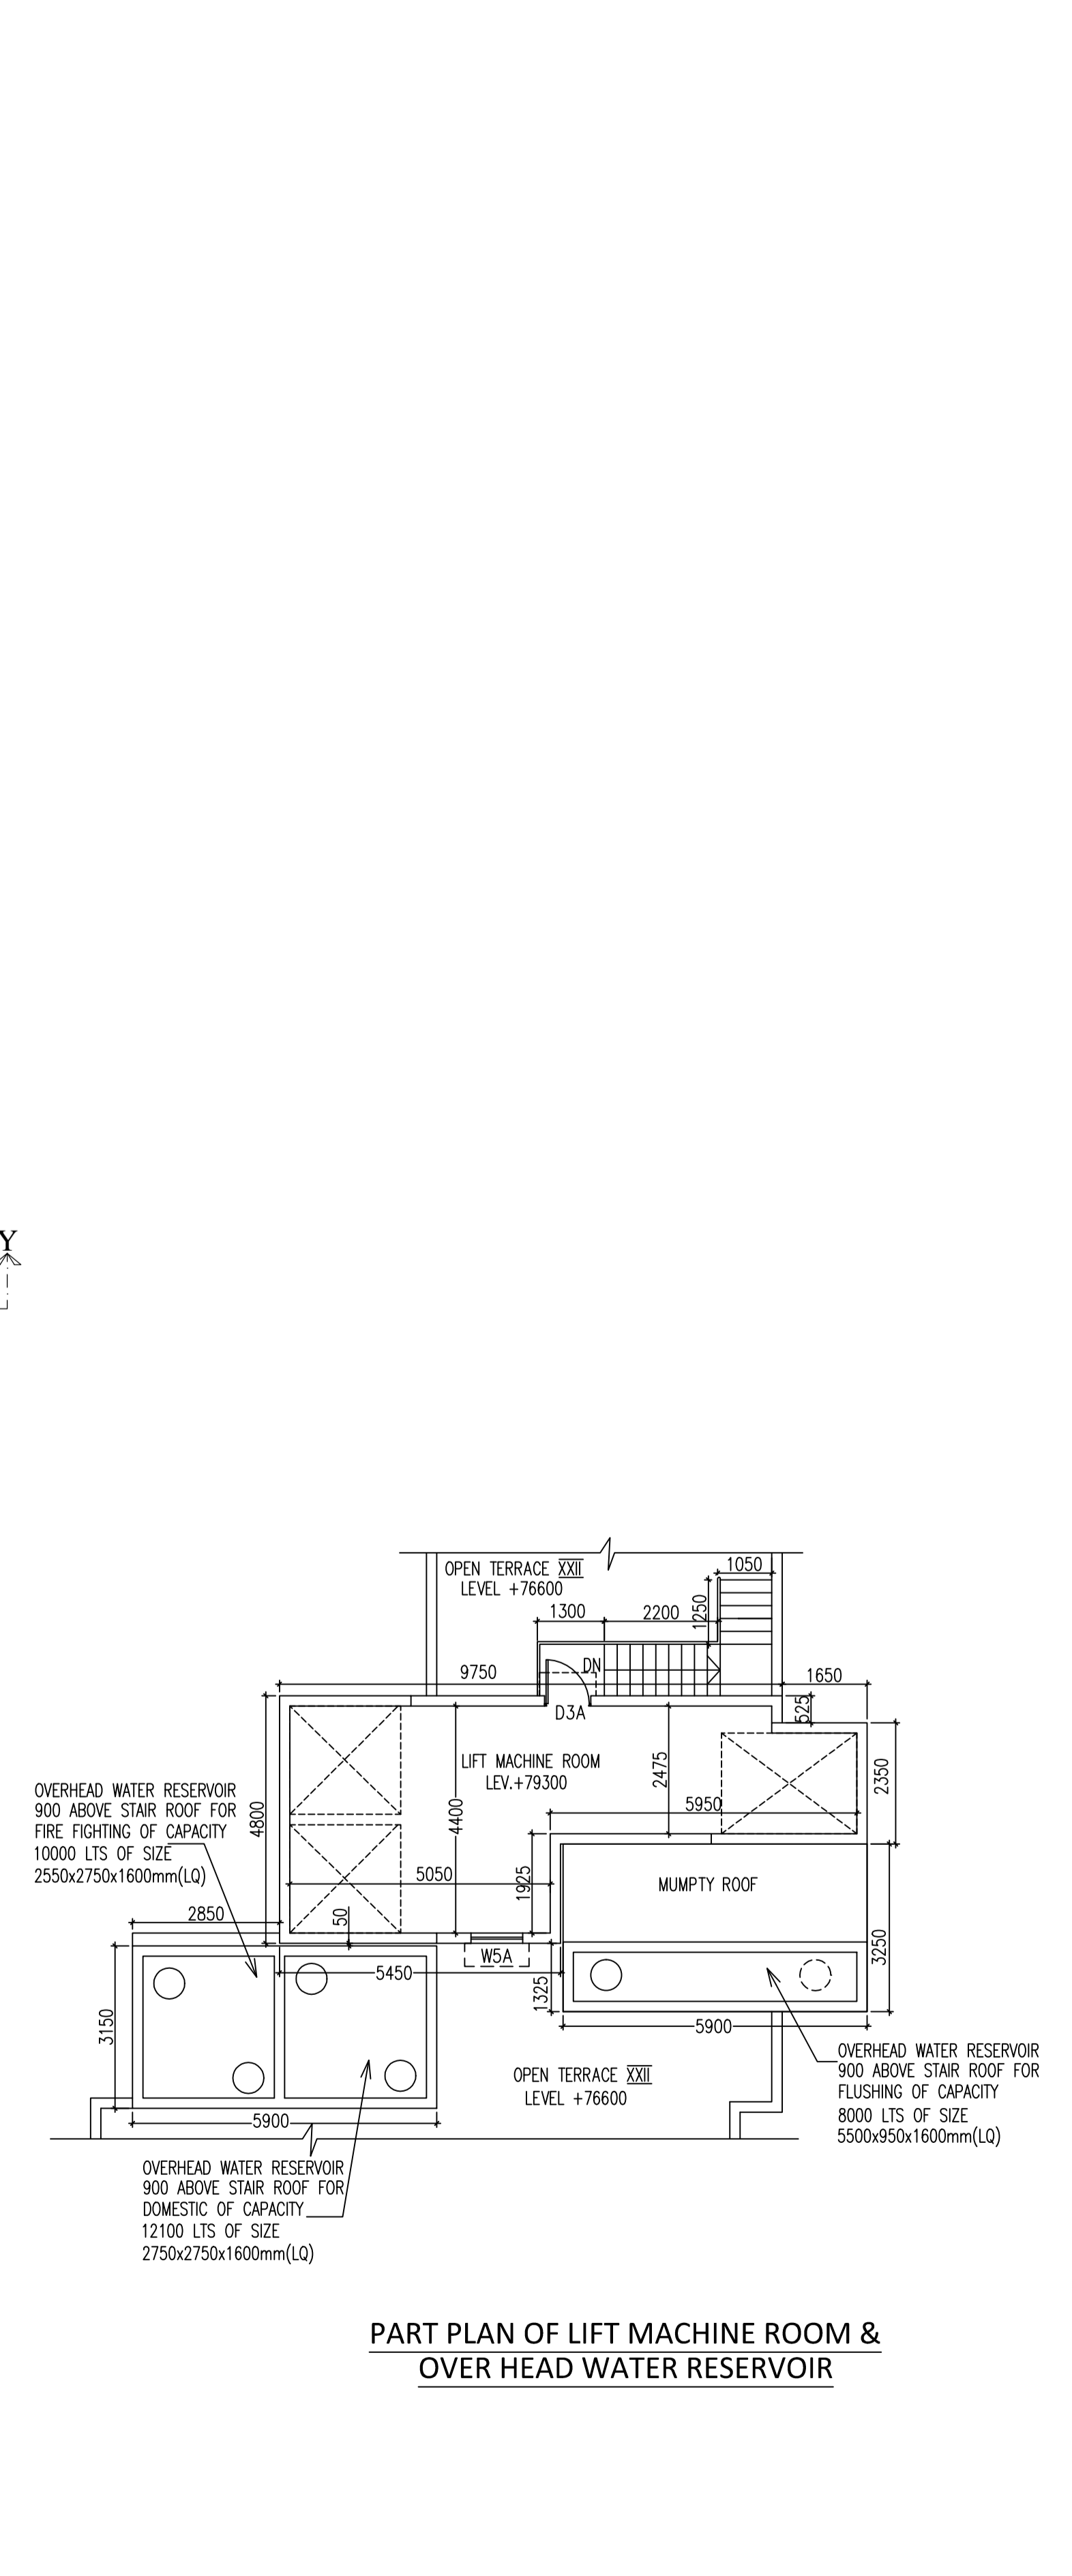 Y
1050
OPEN TERRACE XXII
LEVEL +76600
1250
1300
2200
DN
9750
1650
525
D3A
LIFT MACHINE ROOM
LEV.+79300
2475
2350
5950
OVERHEAD WATER RESERVOIR
900 ABOVE STAIR ROOF FOR
FIRE FIGHTING OF CAPACITY
10000 LTS OF SIZE
2550x2750x1600mm(LQ)
4800
4400
5050
1925
MUMPTY ROOF
2850
50
W5A
3250
5450
1325
3150
5900
OPEN TERRACE XXII
LEVEL +76600
OVERHEAD WATER RESERVOIR
900 ABOVE STAIR ROOF FOR
FLUSHING OF CAPACITY
8000 LTS OF SIZE
5500x950x1600mm(LQ)
5900
OVERHEAD WATER RESERVOIR
900 ABOVE STAIR ROOF FOR
DOMESTIC OF CAPACITY
12100 LTS OF SIZE
2750x2750x1600mm(LQ)
PART PLAN OF LIFT MACHINE ROOM &
OVER HEAD WATER RESERVOIR